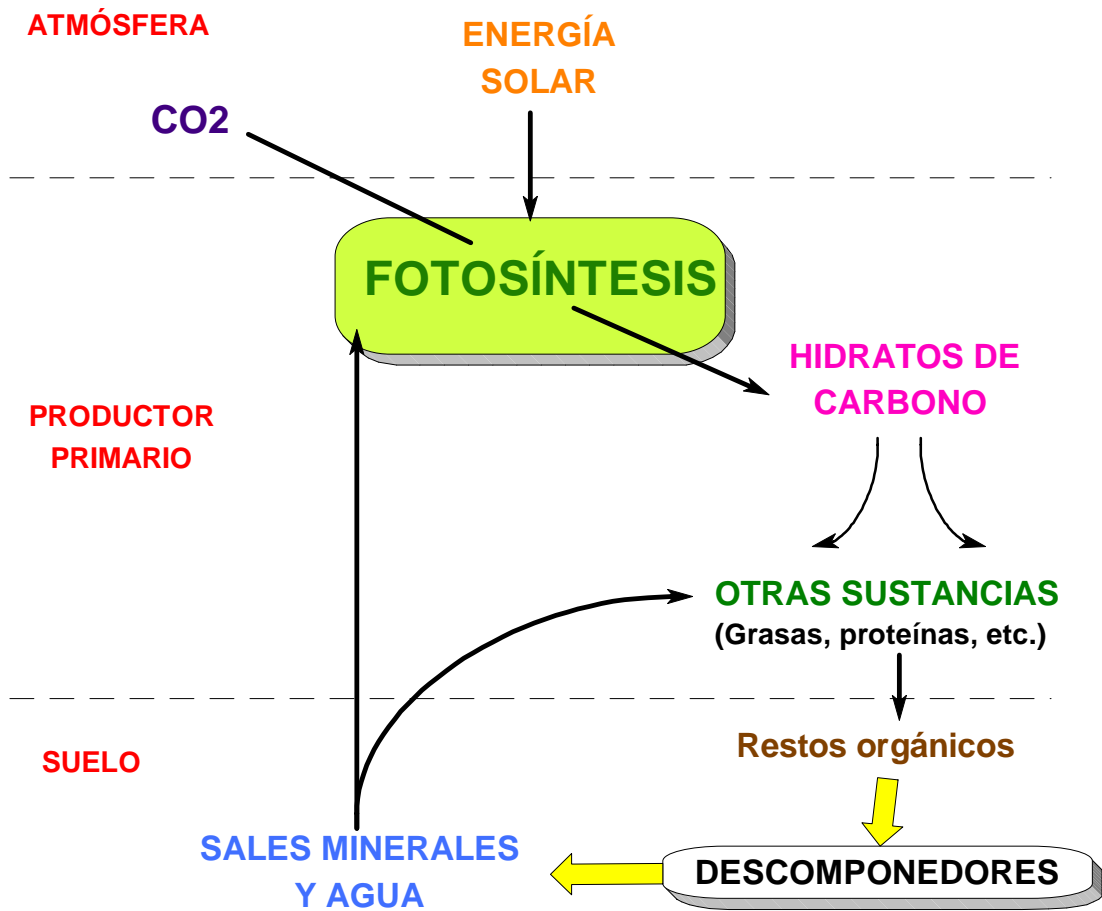 ATMÓSFERA
ENERGÍA
SOLAR
CO2
FOTOSÍNTESIS
HIDRATOS DE
CARBONO
PRODUCTOR
PRIMARIO
OTRAS SUSTANCIAS
(Grasas, proteínas, etc.)
SUELO
Restos orgánicos
SALES MINERALES
Y AGUA
DESCOMPONEDORES